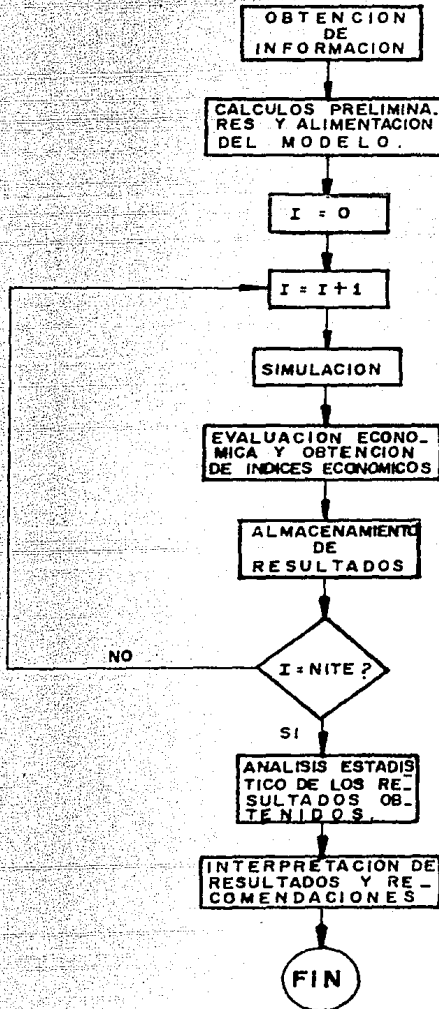 OBTENCION
DE
INFORMACION
CALCULOS PRELIMINA.
RES Y ALIMENTACION
DEL MODELO.
I = 0
I = I+1
SIMULACION
EVALUACION ECONO_
MICA Y OBTENCION
DE INDICES ECONOMICOS
ALMACENAMIENTO
DE
RESULTADOS
I = NITE ?
NO
SI
ANALISIS ESTADIS
TICO DE LOS RE_
SULTADOS OB_
TENIDOS.
INTERPRETACION DE
RESULTADOS Y RE_
COMENDACIONES
FIN